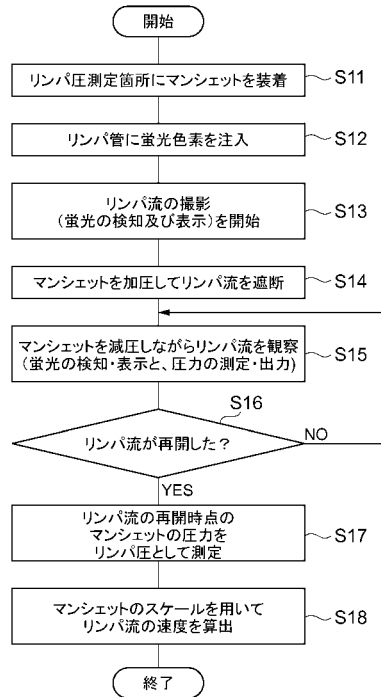 開始
リンパ圧測定箇所にマンシェットを装着
S11
リンパ管に蛍光色素を注入
S12
リンパ流の撮影
(蛍光の検知及び表示)を開始
S13
マンシェットを加圧してリンパ流を遮断
S14
マンシェットを減圧しながらリンパ流を観察
(蛍光の検知・表示と、圧力の測定・出力)
S15
S16
リンパ流が再開した?
NO
YES
リンパ流の再開時点の
マンシェットの圧力を
リンパ圧として測定
S17
マンシェットのスケールを用いて
リンパ流の速度を算出
S18
終了